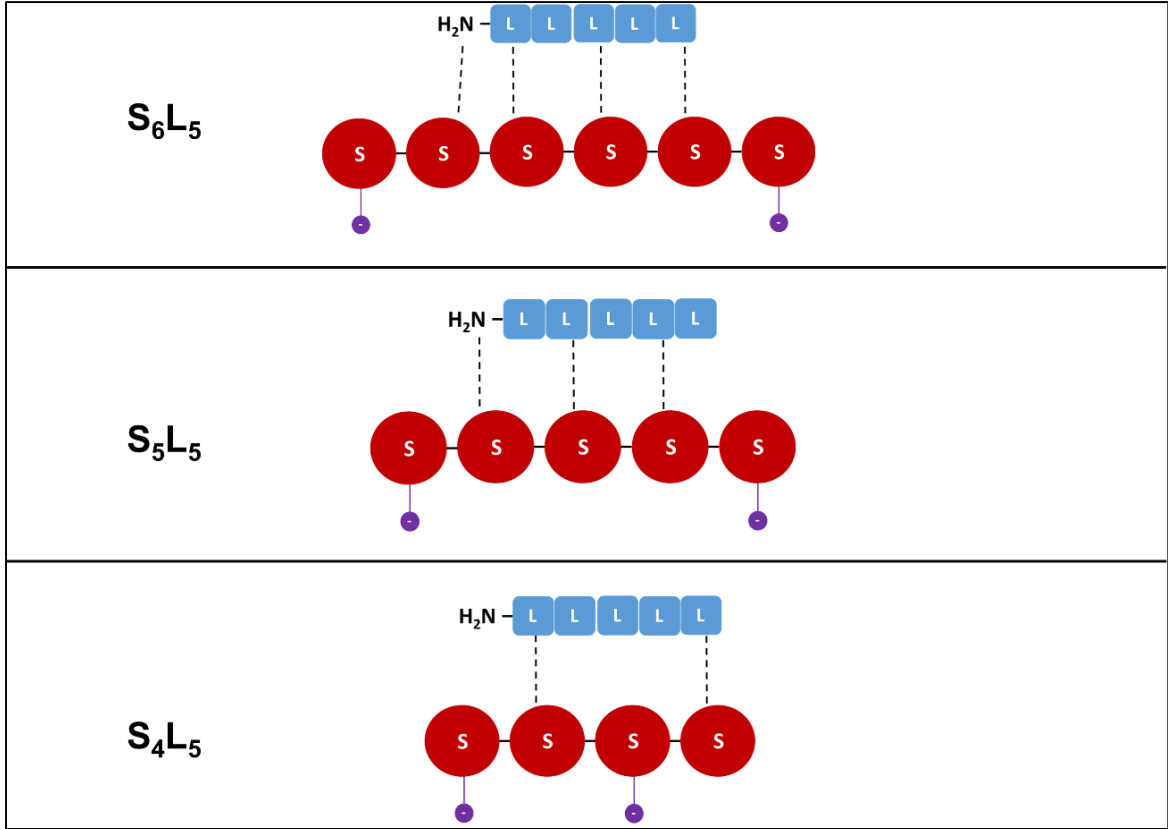 H₂N – L L L L L
S₆L₅
S S S S S S
- -
H₂N – L L L L L
S₅L₅
S S S S S
- -
H₂N – L L L L L
S₄L₅
S S S S
- -